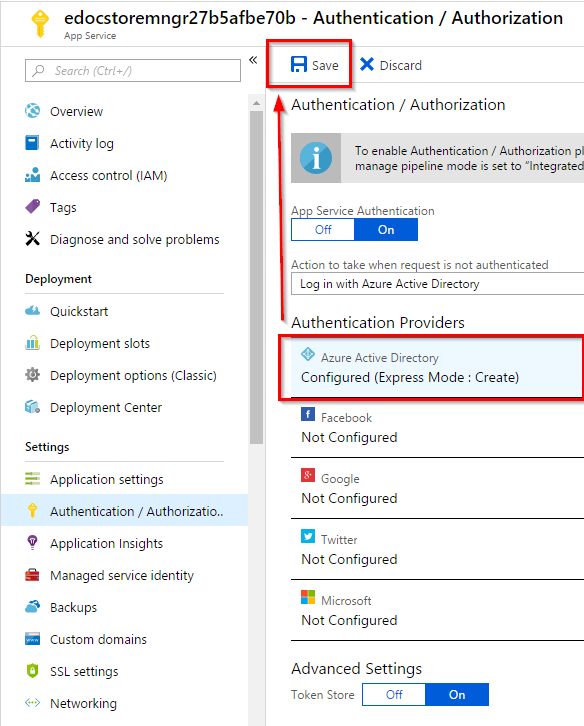 edocstoremngr27b5afbe70b - Authentication / Authorization
App Service
Search (Ctrl+/)
«
Overview
Activity log
Access control (IAM)
Tags
Diagnose and solve problems
Deployment
Quickstart
Deployment slots
Deployment options (Classic)
Deployment Center
Settings
Application settings
Authentication / Authorizatio..
Application Insights
Managed service identity
Backups
Custom domains
SSL settings
Networking
Save Discard
Authentication / Authorization
To enable Authentication / Authorization pl
manage pipeline mode is set to "Integrated
App Service Authentication
Off On
Action to take when request is not authenticated
Log in with Azure Active Directory
Authentication Providers
Azure Active Directory
Configured (Express Mode : Create)
Facebook
Not Configured
Google
Not Configured
Twitter
Not Configured
Microsoft
Not Configured
Advanced Settings
Token Store Off On